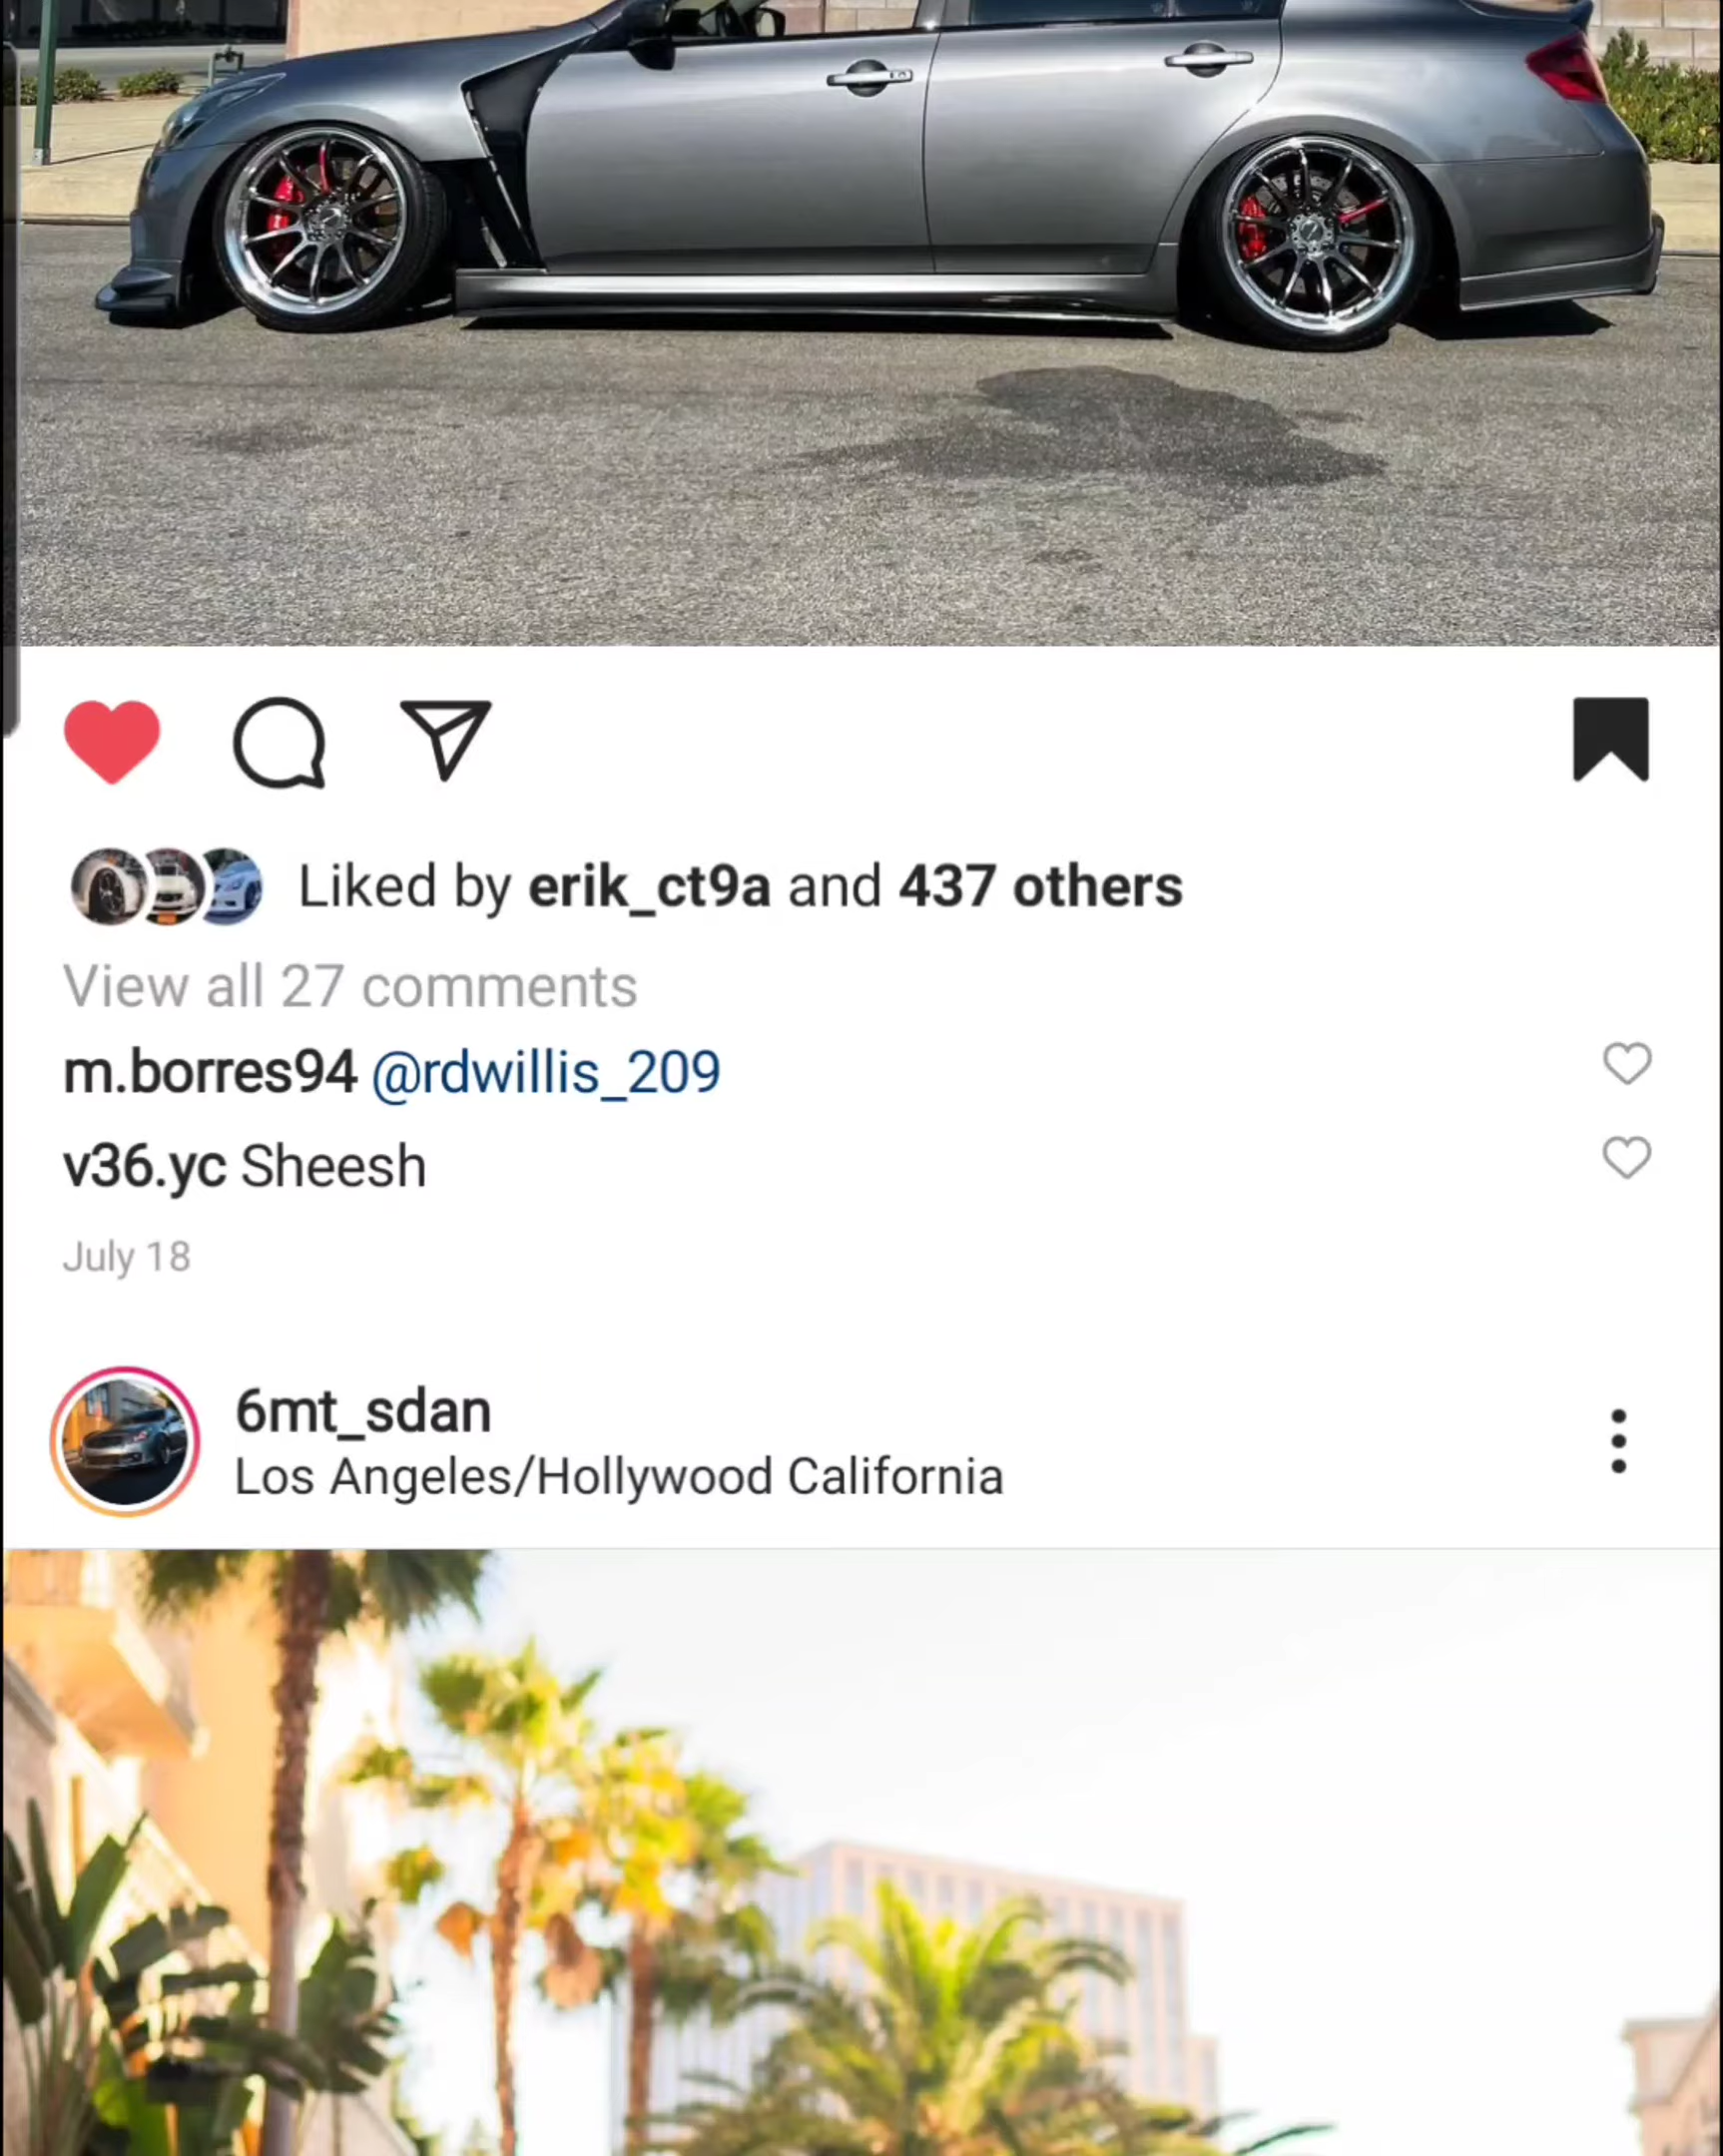 Liked by erik_ct9a and 437 others
View all 27 comments
m.borres94 @rdwillis_209
v36.yc Sheesh
July 18
6mt_sdan
Los Angeles/Hollywood California